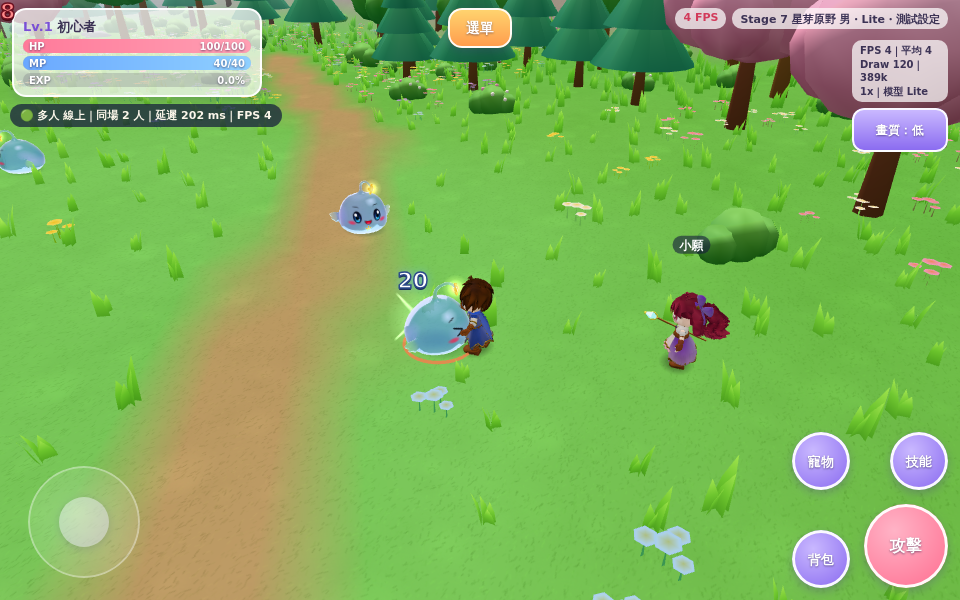 8
Lv.1 初心者
HP 100/100
MP 40/40
EXP 0.0%
多人 線上｜同場 2 人｜延遲 202 ms｜FPS 4
選單
4 FPS
Stage 7 星芽原野 男・Lite・測試設定
FPS 4｜平均 4
Draw 120｜
389k
1x｜模型 Lite
畫質：低
小願
20
寵物
技能
背包
攻擊